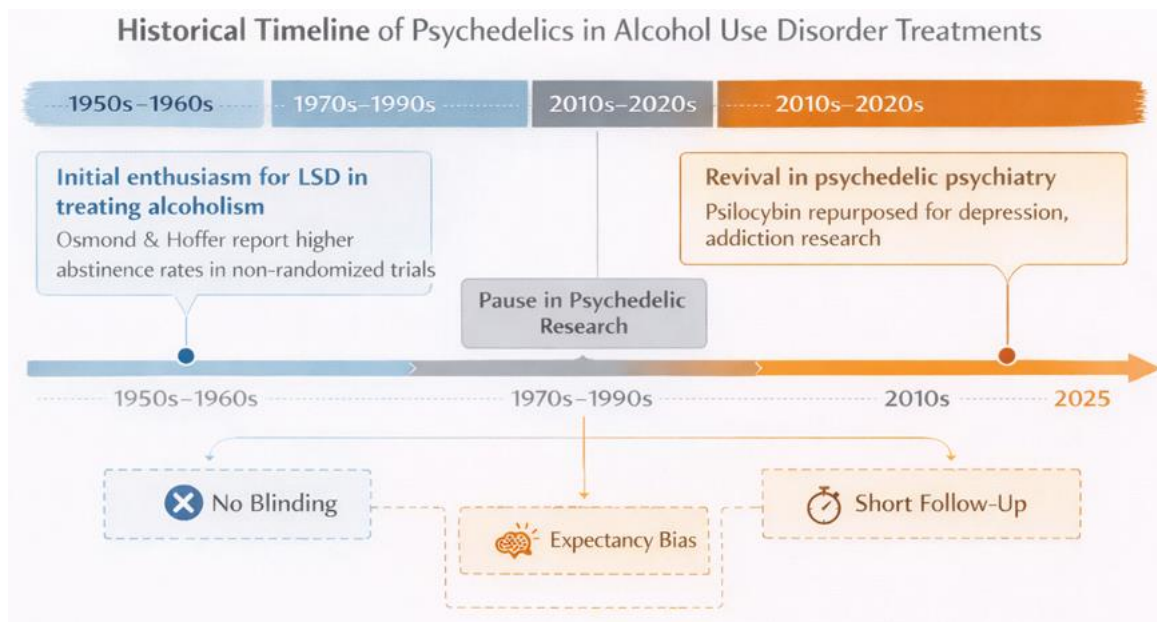 Historical Timeline of Psychedelics in Alcohol Use Disorder Treatments
1950s–1960s
1970s–1990s
2010s–2020s
2010s–2020s
Initial enthusiasm for LSD in
treating alcoholism
Osmond & Hoffer report higher
abstinence rates in non-randomized trials
Revival in psychedelic psychiatry
Psilocybin repurposed for depression,
addiction research
Pause in Psychedelic
Research
1950s–1960s
1970s–1990s
2010s
2025
No Blinding
Expectancy Bias
Short Follow-Up